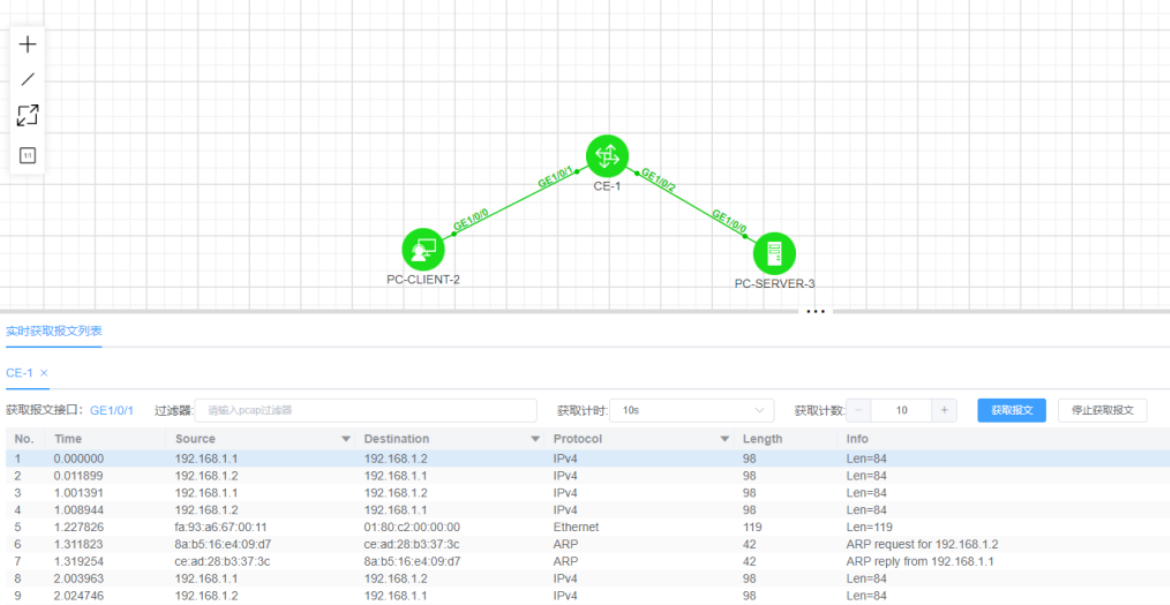 1:1
CE-1
GE1/0/1
GE1/0/2
GE1/0/0
GE1/0/0
PC-CLIENT-2
PC-SERVER-3
实时获取报文列表
CE-1 ×
获取报文接口: GE1/0/1 过滤器: 请输入pcap过滤器 获取计时: 10s 获取计数: - 10 + 获取报文 停止获取报文
No. Time Source Destination Protocol Length Info
1 0.000000 192.168.1.1 192.168.1.2 IPv4 98 Len=84
2 0.011899 192.168.1.2 192.168.1.1 IPv4 98 Len=84
3 1.001391 192.168.1.1 192.168.1.2 IPv4 98 Len=84
4 1.008944 192.168.1.2 192.168.1.1 IPv4 98 Len=84
5 1.227826 fa:93:a6:67:00:11 01:80:c2:00:00:00 Ethernet 119 Len=119
6 1.311823 8a:b5:16:e4:09:d7 ce:ad:28:b3:37:3c ARP 42 ARP request for 192.168.1.2
7 1.319254 ce:ad:28:b3:37:3c 8a:b5:16:e4:09:d7 ARP 42 ARP reply from 192.168.1.1
8 2.003963 192.168.1.1 192.168.1.2 IPv4 98 Len=84
9 2.024746 192.168.1.2 192.168.1.1 IPv4 98 Len=84